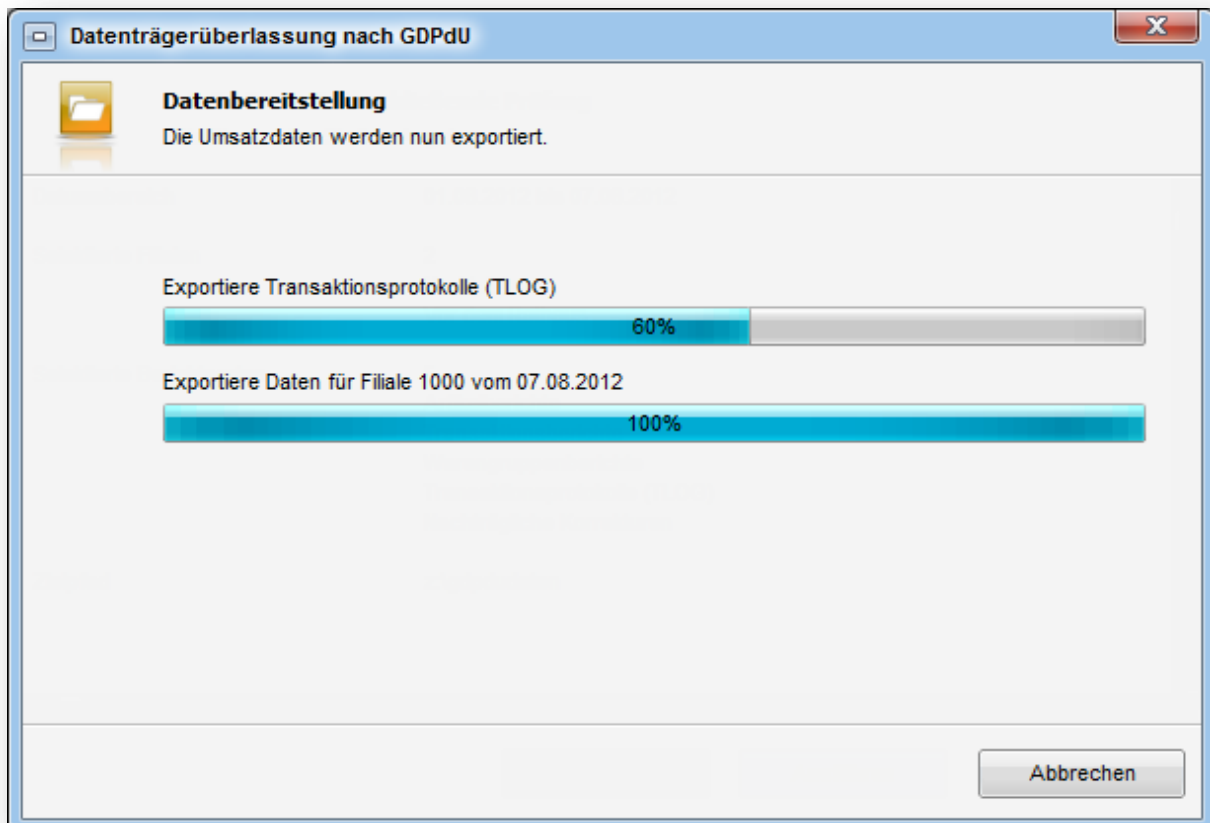 Datenträgerüberlassung nach GDPdU
Datenbereitstellung
Die Umsatzdaten werden nun exportiert.
Exportiere Transaktionsprotokolle (TLOG)
60%
Exportiere Daten für Filiale 1000 vom 07.08.2012
100%
Abbrechen